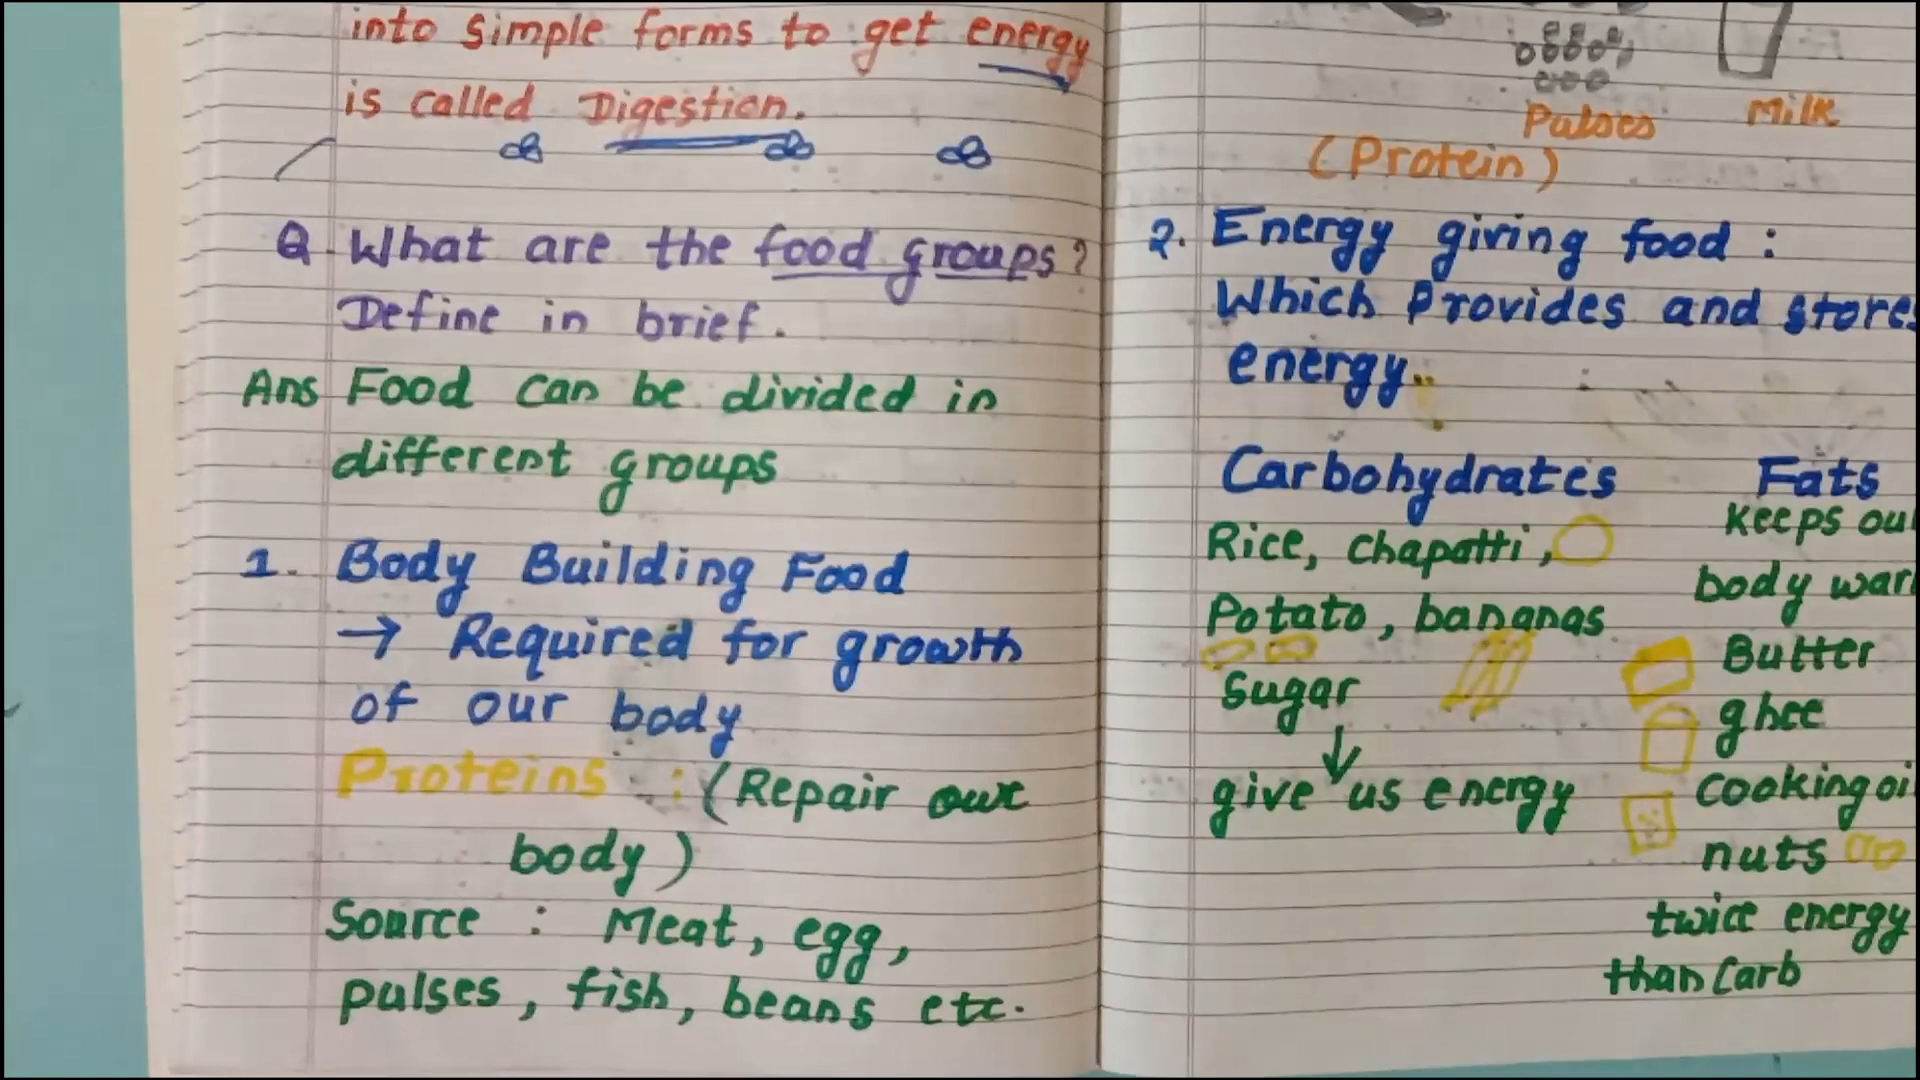 into simple forms to get energy
is called Digestion.
Q. What are the food groups?
Define in brief.
Ans Food can be divided in
different groups
1. Body Building Food
→ Required for growth
of our body
Proteins : (Repair our
body)
Source : Meat, egg,
pulses, fish, beans etc.
Pulses Milk
(Protein)
2. Energy giving food :
Which Provides and stores
energy.
Carbohydrates
Rice, chapatti,
Potato, bananas
Sugar
↓
give us energy
Fats
Keeps ou
body war
Butter
ghee
Cooking oi
nuts
twice energy
than Carb